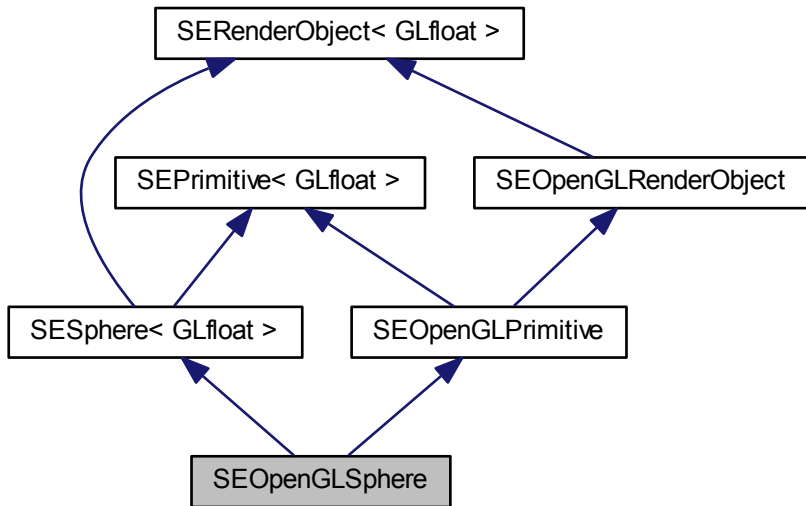 SERenderObject< GLfloat >
SEPrimitive< GLfloat >
SEOpenGLRenderObject
SESphere< GLfloat >
SEOpenGLPrimitive
SEOpenGLSphere